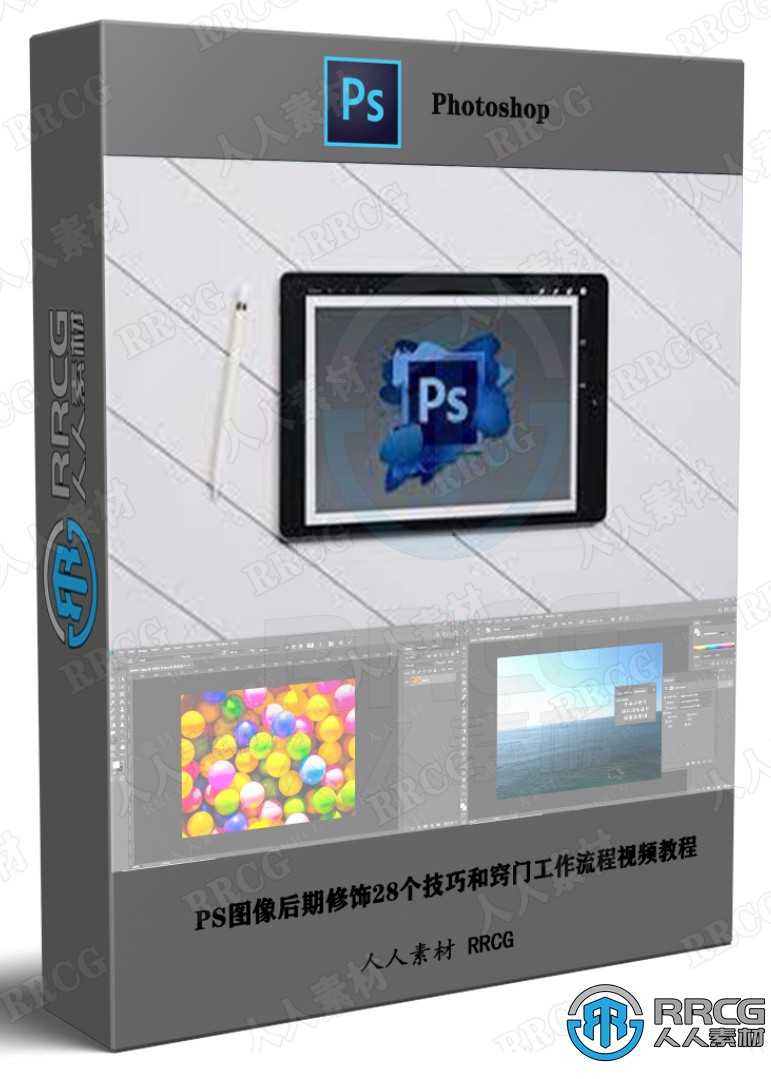 Ps
Photoshop
Ps
RRCG
人人素材
PS图像后期修饰28个技巧和窍门工作流程视频教程
人人素材 RRCG
RRCG
人人素材